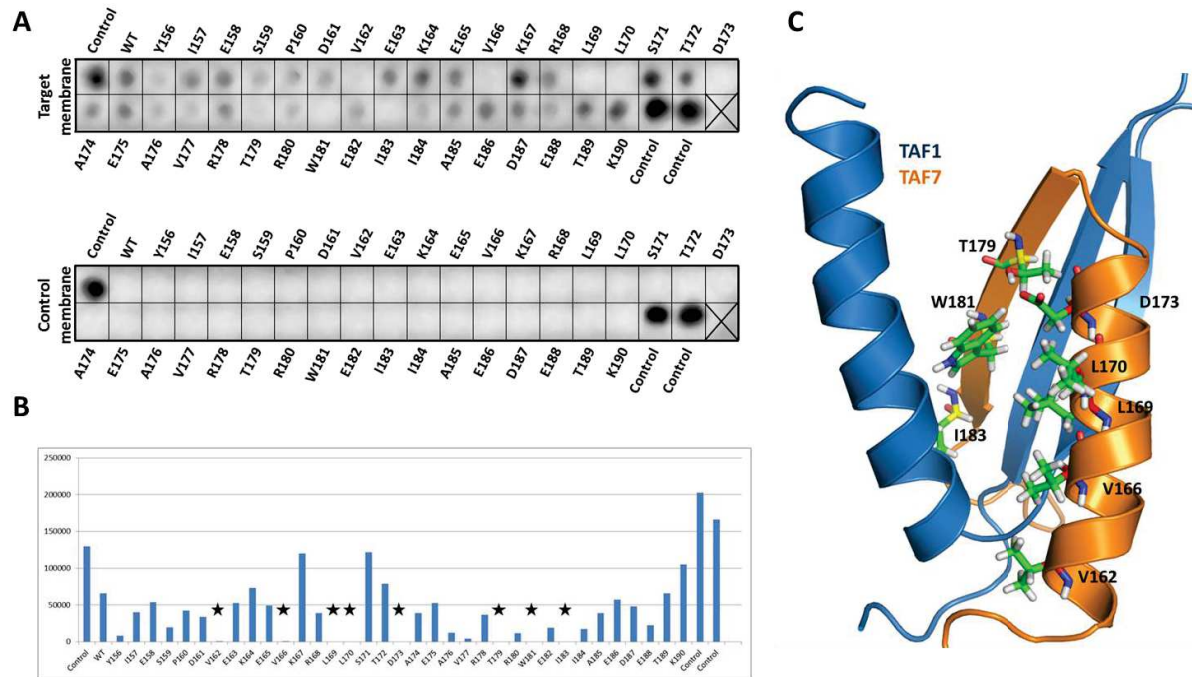 A
Control WT Y156 I157 E158 S159 P160 D161 V162 E163 K164 E165 V166 K167 R168 L169 L170 S171 T172 D173
Target
membrane
A174 E175 A176 V177 R178 T179 R180 W181 E182 I183 I184 A185 E186 D187 E188 T189 K190 Control Control
Control WT Y156 I157 E158 S159 P160 D161 V162 E163 K164 E165 V166 K167 R168 L169 L170 S171 T172 D173
Control
membrane
A174 E175 A176 V177 R178 T179 R180 W181 E182 I183 I184 A185 E186 D187 E188 T189 K190 Control Control
B
250000
200000
150000
100000
50000
0
Control WT Y156 I157 E158 S159 P160 D161 V162 E163 K164 E165 V166 K167 R168 L169 L170 S171 T172 D173 A174 E175 A176 V177 R178 T179 R180 W181 E182 I183 I184 A185 E186 D187 E188 T189 K190 Control Control
C
TAF1
TAF7
T179
W181
D173
L170
L169
I183
V166
V162